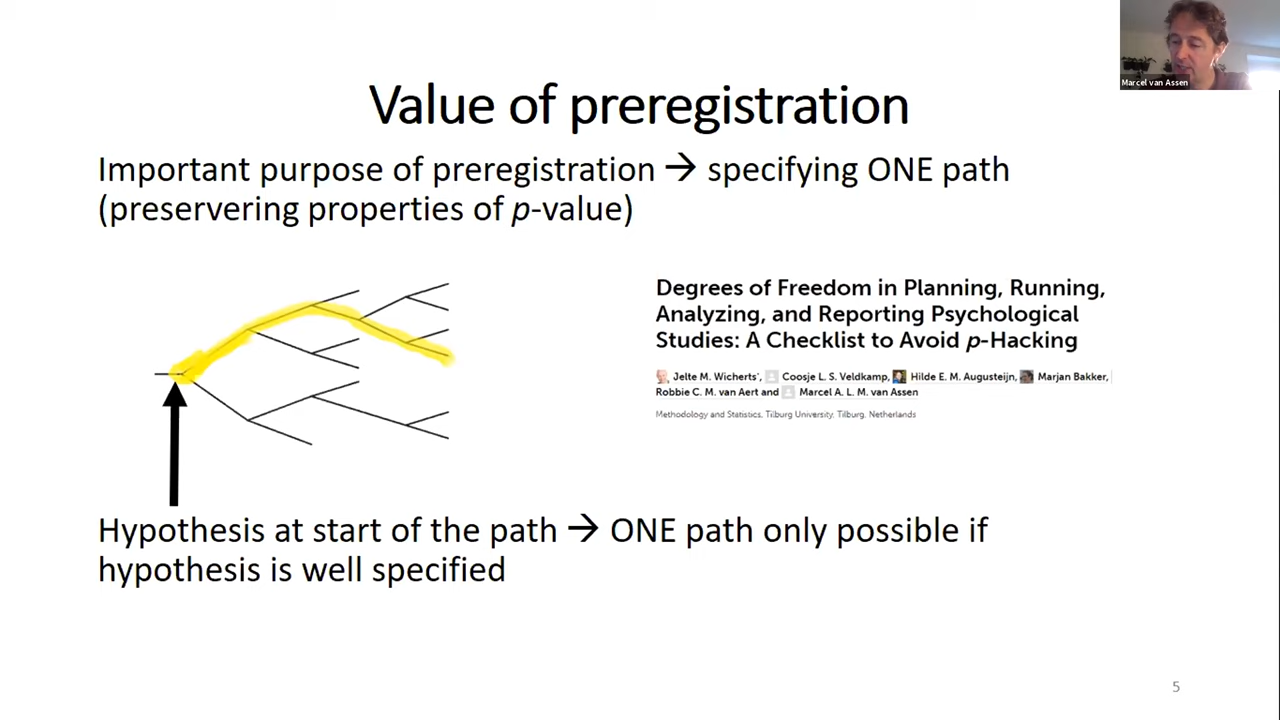 Marcel van Assen
Value of preregistration
Important purpose of preregistration → specifying ONE path
(preservering properties of p-value)
Degrees of Freedom in Planning, Running,
Analyzing, and Reporting Psychological
Studies: A Checklist to Avoid p-Hacking
Jelte M. Wicherts*, Coosje L. S. Veldkamp, Hilde E. M. Augusteijn, Marjan Bakker,
Robbie C. M. van Aert and Marcel A. L. M. van Assen
Methodology and Statistics, Tilburg University, Tilburg, Netherlands
Hypothesis at start of the path → ONE path only possible if
hypothesis is well specified
5